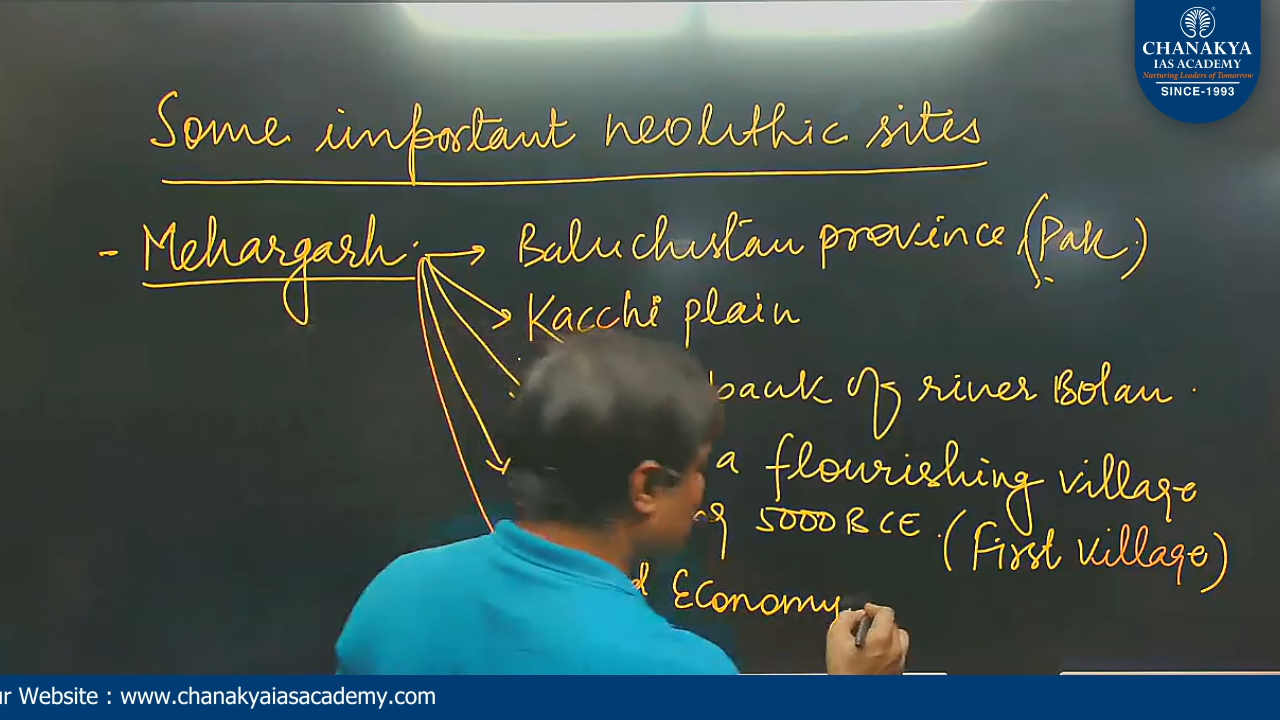 CHANAKYA
IAS ACADEMY
Nurturing Leaders of Tomorrow
SINCE-1993
Some important neolithic sites
- Mehargarh → Baluchistan province (Pak)
Kacchi plain
bank of river Bolan
a flourishing village
5000 BCE. (First village)
Economy
ur Website : www.chanakyaiasacademy.com